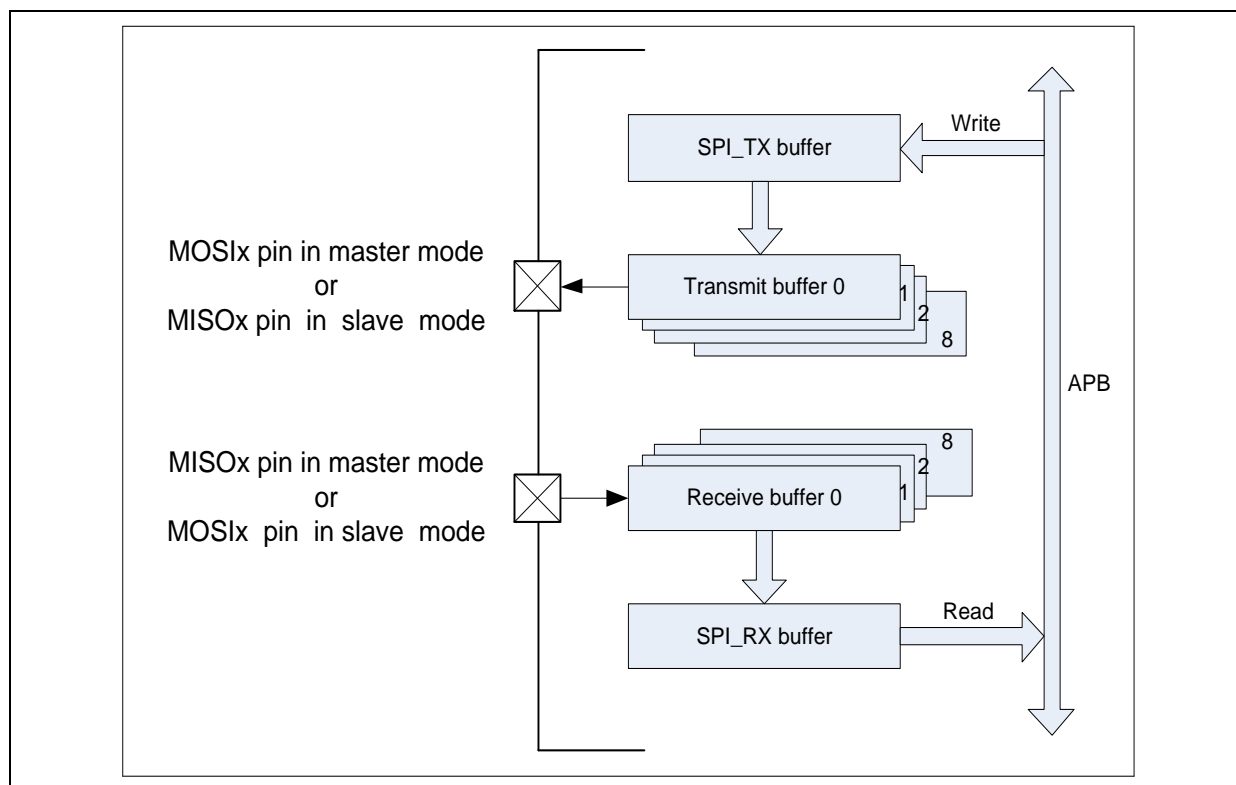 SPI_TX buffer
Write
MOSIx pin in master mode
or
MISOx pin in slave mode
Transmit buffer 0
1
2
8
APB
MISOx pin in master mode
or
MOSIx pin in slave mode
8
2
1
Receive buffer 0
SPI_RX buffer
Read